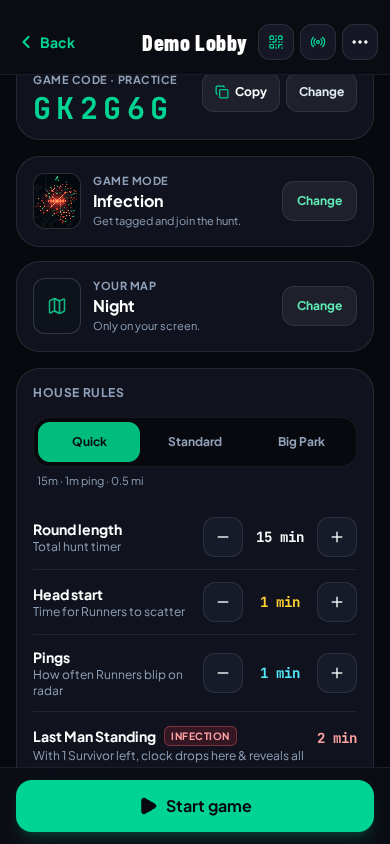 Back
Demo Lobby
GAME CODE · PRACTICE
GK2G6G
Copy
Change
GAME MODE
Infection
Get tagged and join the hunt.
Change
YOUR MAP
Night
Only on your screen.
Change
HOUSE RULES
Quick
Standard
Big Park
15m · 1m ping · 0.5 mi
Round length
Total hunt timer
15 min
Head start
Time for Runners to scatter
1 min
Pings
How often Runners blip on
radar
1 min
Last Man Standing INFECTION
2 min
With 1 Survivor left, clock drops here & reveals all
Start game